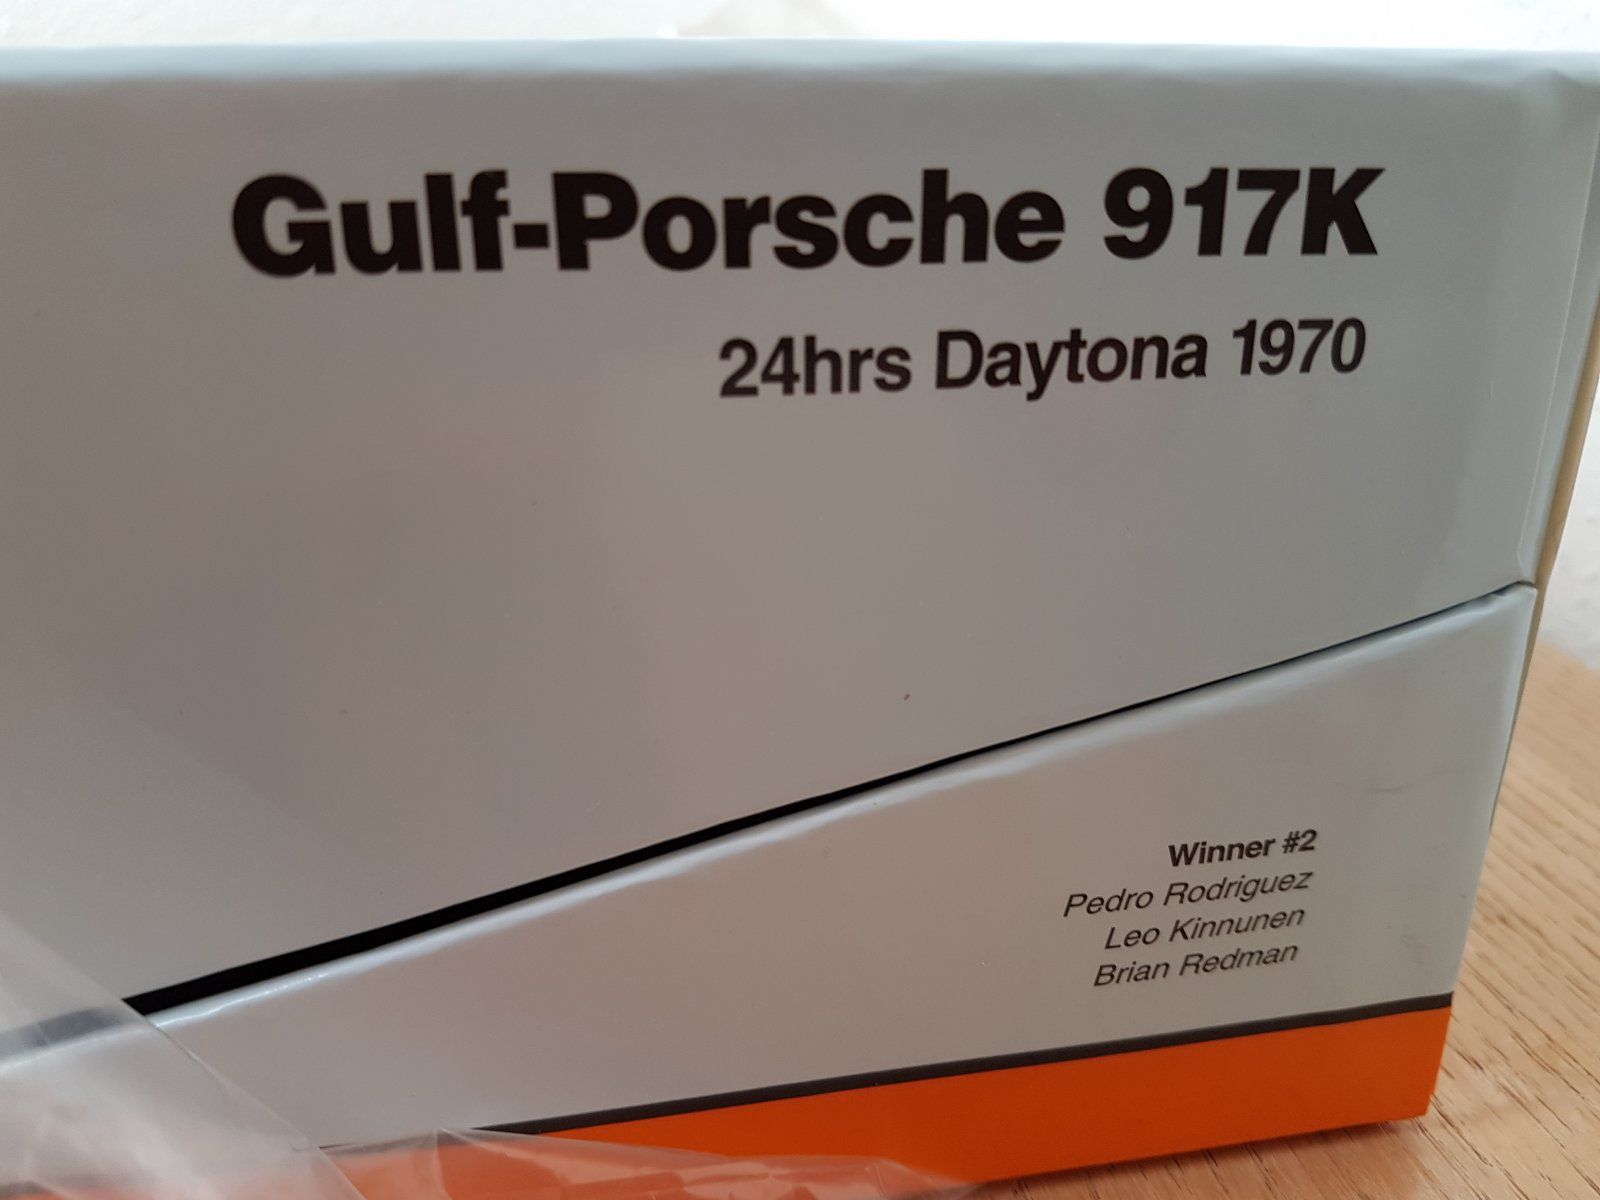 Gulf-Porsche 917K
24hrs Daytona 1970
Winner #2
Pedro Rodriguez
Leo Kinnunen
Brian Redman